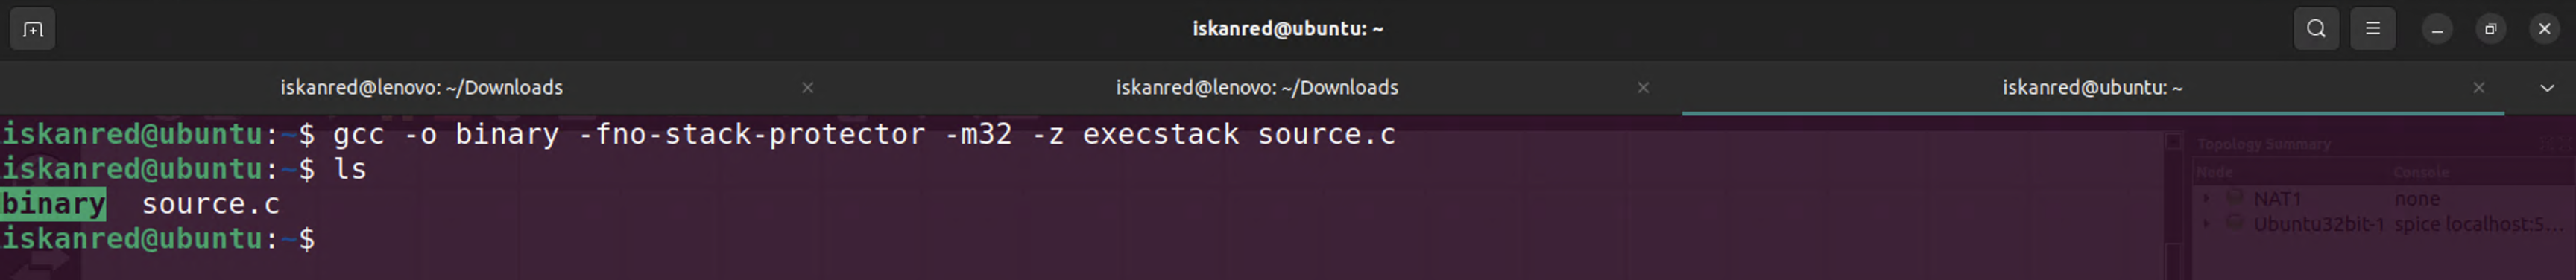 iskanred@ubuntu: ~
iskanred@lenovo: ~/Downloads × iskanred@lenovo: ~/Downloads × iskanred@ubuntu: ~ ×
iskanred@ubuntu:~$ gcc -o binary -fno-stack-protector -m32 -z execstack source.c
iskanred@ubuntu:~$ ls
binary  source.c
iskanred@ubuntu:~$
Topology Summary
Node Console
NAT1 none
Ubuntu32bit-1 spice localhost:5...